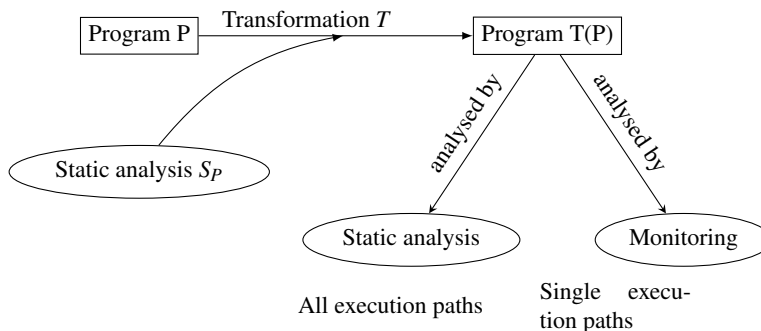 Transformation T
Program P
Program T(P)
analysed by
analysed by
Static analysis S_P
Static analysis
Monitoring
All execution paths
Single execu-
tion paths